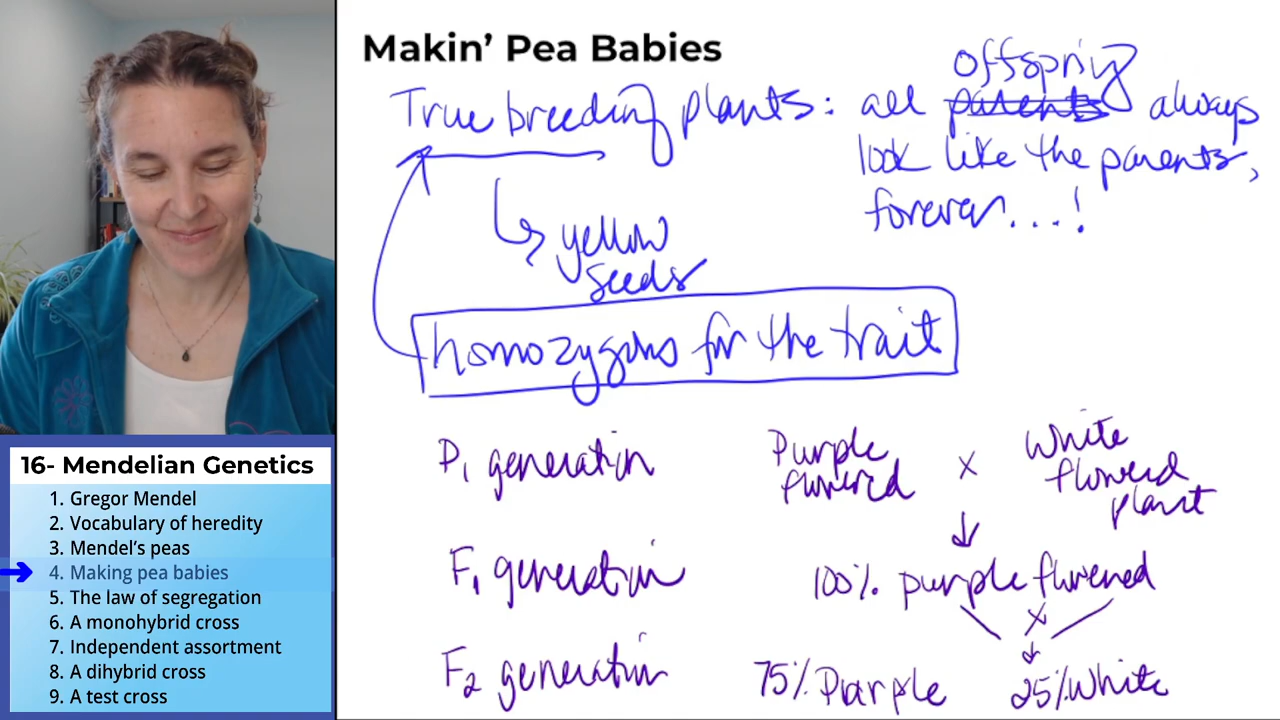 Makin' Pea Babies
True breeding plants: all parents offspring always
look like the parents,
forever...!
yellow
seeds
homozygous for the trait
P1 generation Purple flowered x White flowered plant
F1 generation 100% purple flowered
x
F2 generation 75% Purple 25% White
16- Mendelian Genetics
1. Gregor Mendel
2. Vocabulary of heredity
3. Mendel's peas
4. Making pea babies
5. The law of segregation
6. A monohybrid cross
7. Independent assortment
8. A dihybrid cross
9. A test cross